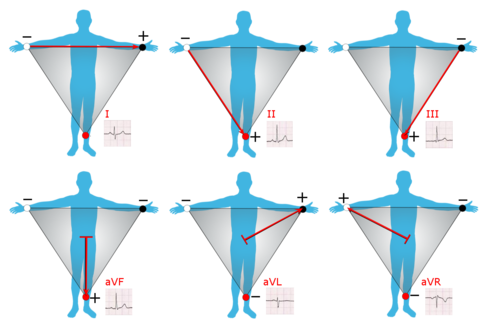 − +
I
−
+ II
−
+ III
− −
+ aVF
+
− aVL
+ −
− aVR